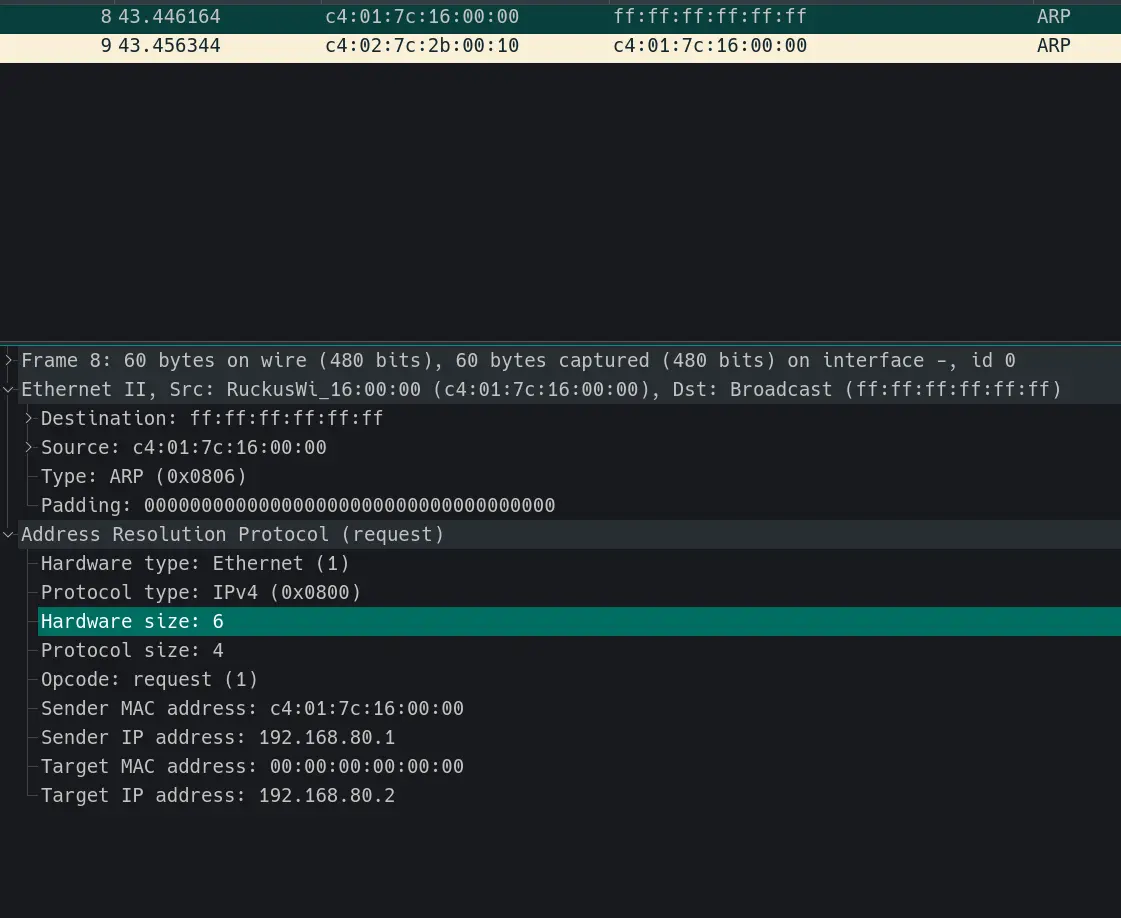 8 43.446164 c4:01:7c:16:00:00 ff:ff:ff:ff:ff:ff ARP
9 43.456344 c4:02:7c:2b:00:10 c4:01:7c:16:00:00 ARP
Frame 8: 60 bytes on wire (480 bits), 60 bytes captured (480 bits) on interface -, id 0
Ethernet II, Src: RuckusWi_16:00:00 (c4:01:7c:16:00:00), Dst: Broadcast (ff:ff:ff:ff:ff:ff)
Destination: ff:ff:ff:ff:ff:ff
Source: c4:01:7c:16:00:00
Type: ARP (0x0806)
Padding: 000000000000000000000000000000000000
Address Resolution Protocol (request)
Hardware type: Ethernet (1)
Protocol type: IPv4 (0x0800)
Hardware size: 6
Protocol size: 4
Opcode: request (1)
Sender MAC address: c4:01:7c:16:00:00
Sender IP address: 192.168.80.1
Target MAC address: 00:00:00:00:00:00
Target IP address: 192.168.80.2